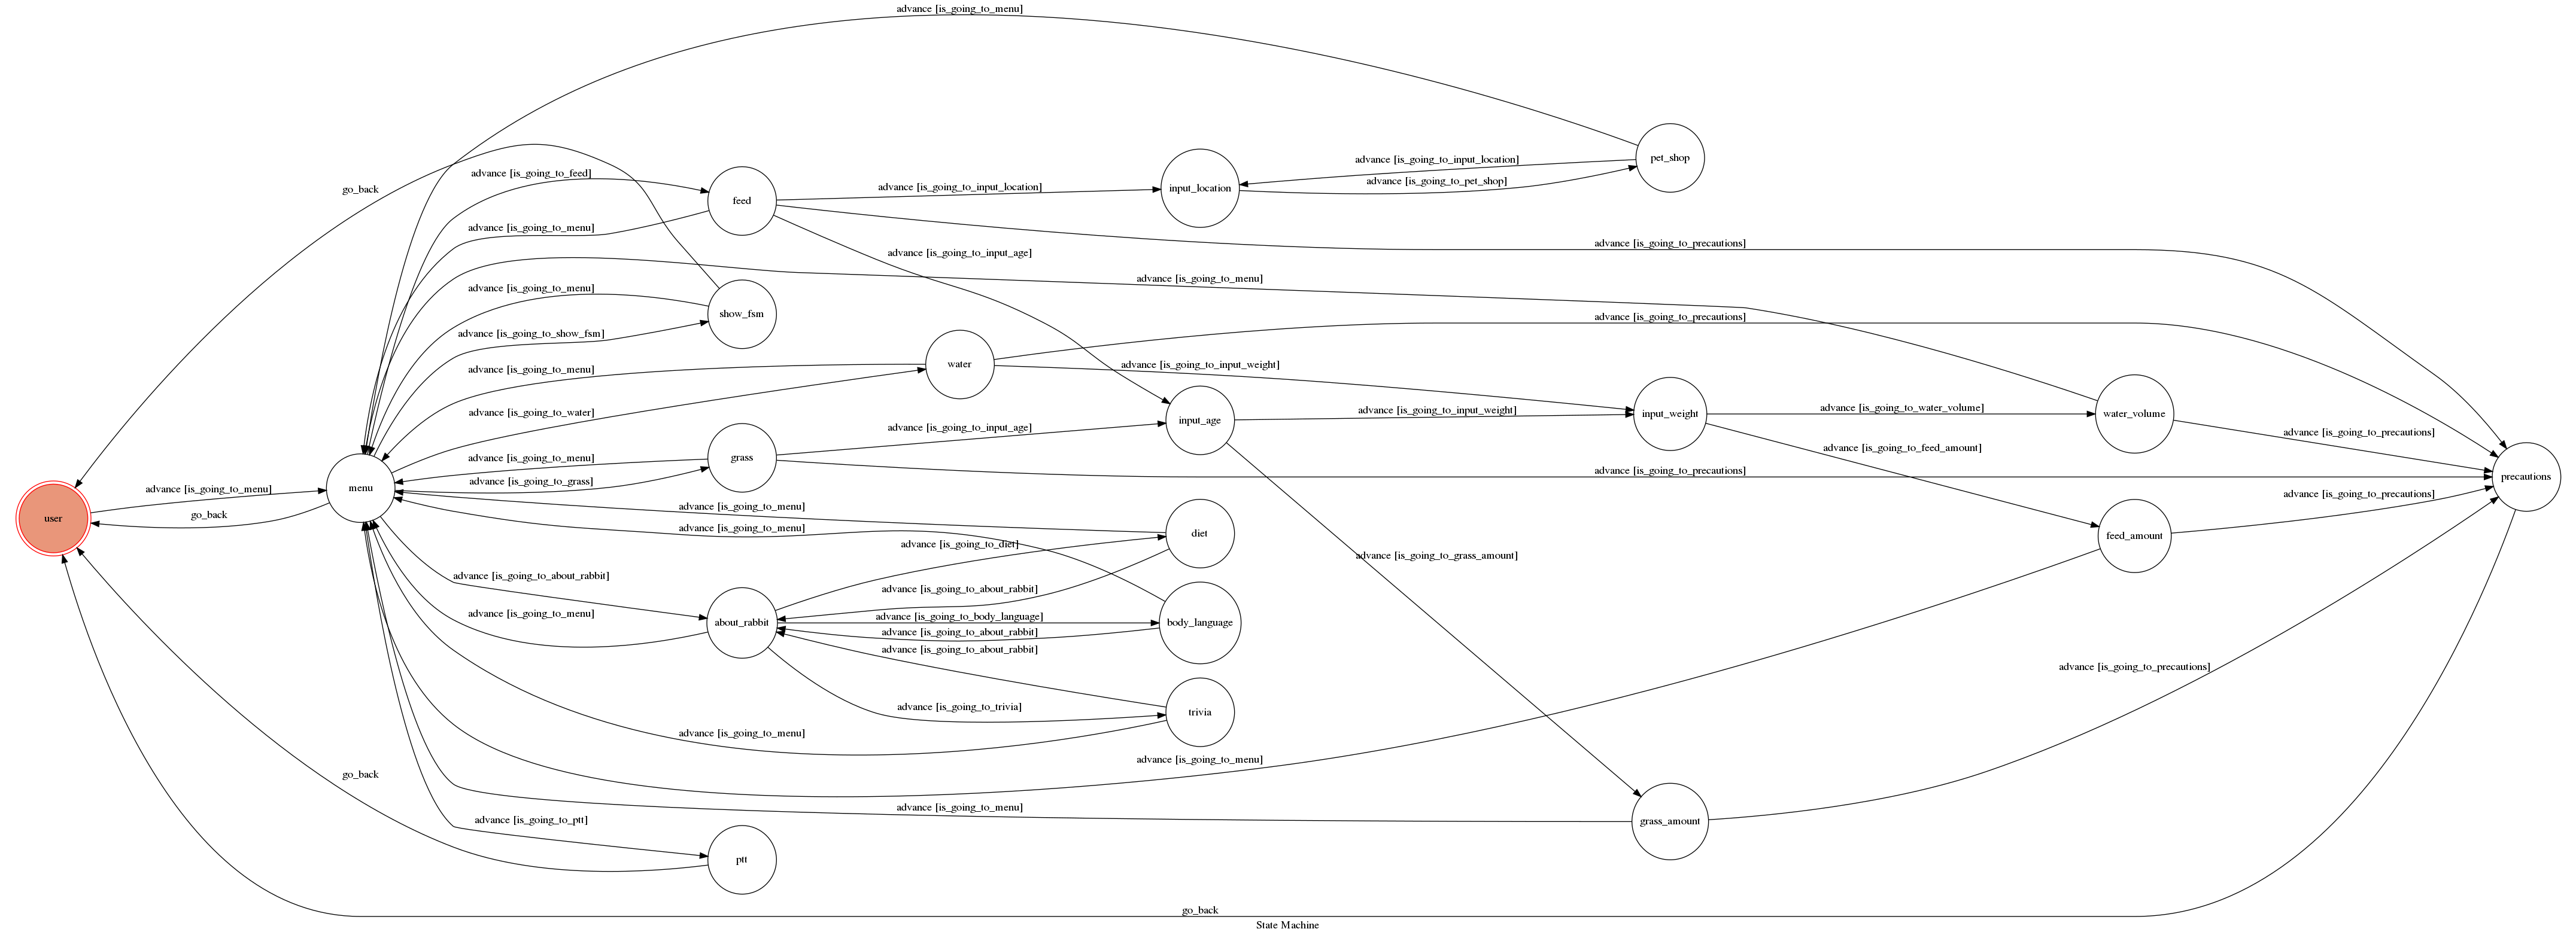 advance [is_going_to_menu]
pet_shop
advance [is_going_to_input_location]
advance [is_going_to_pet_shop]
go_back
advance [is_going_to_feed]
feed
advance [is_going_to_input_location]
input_location
advance [is_going_to_menu]
advance [is_going_to_precautions]
advance [is_going_to_input_age]
advance [is_going_to_menu]
advance [is_going_to_menu]
show_fsm
advance [is_going_to_precautions]
advance [is_going_to_show_fsm]
water
advance [is_going_to_input_weight]
advance [is_going_to_menu]
advance [is_going_to_water]
input_age
advance [is_going_to_input_weight]
input_weight
advance [is_going_to_water_volume]
water_volume
advance [is_going_to_input_age]
advance [is_going_to_precautions]
advance [is_going_to_feed_amount]
advance [is_going_to_menu]
grass
advance [is_going_to_precautions]
precautions
advance [is_going_to_grass]
advance [is_going_to_menu]
menu
advance [is_going_to_precautions]
user
go_back
advance [is_going_to_menu]
advance [is_going_to_menu]
diet
feed_amount
advance [is_going_to_diet]
advance [is_going_to_grass_amount]
advance [is_going_to_about_rabbit]
advance [is_going_to_about_rabbit]
advance [is_going_to_menu]
about_rabbit
advance [is_going_to_body_language]
body_language
advance [is_going_to_about_rabbit]
advance [is_going_to_about_rabbit]
advance [is_going_to_precautions]
advance [is_going_to_trivia]
trivia
advance [is_going_to_menu]
advance [is_going_to_menu]
go_back
advance [is_going_to_menu]
advance [is_going_to_ptt]
grass_amount
ptt
go_back
State Machine